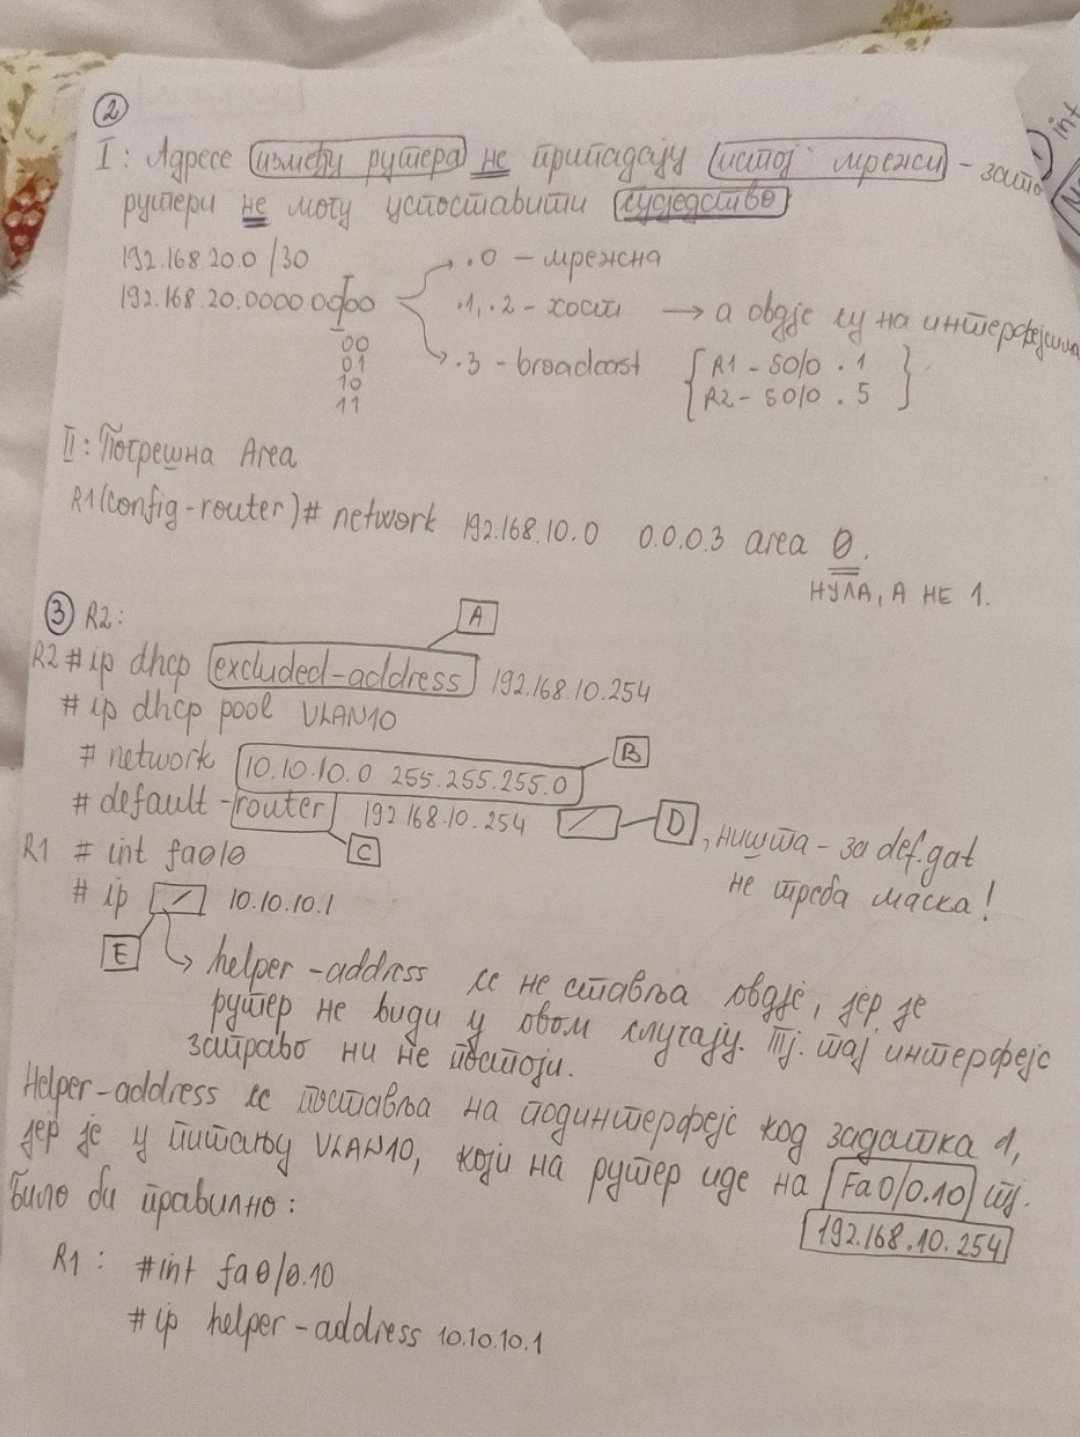 2
I: Адресе између рутера не припадају истој мрежи - зато
рутери не могу успоставити сусједство
192.168.20.0 /30
192.168.20.00000000
00
01
10
11
.0 - мрежна
.1, .2 - хост → а овдје су на интерфејсима
.3 - broadcast
R1 - S0/0 .1
R2 - S0/0 .5
II: Погрешна Area
R1(config-router)# network 192.168.10.0 0.0.0.3 area 0.
НУЛА, А НЕ 1.
3 R2:
A
R2 # ip dhcp excluded-address 192.168.10.254
# ip dhcp pool VLAN10
B
# network 10.10.10.0 255.255.255.0
# default-router 192.168.10.254 / D, ништа - за def.gat
не треба маска!
C
R1 # int fa0/0
# ip / 10.10.10.1
E
helper-address се не ставља овдје, јер је
рутер не види у овом случају. Тј. тај интерфејс
заправо ни не постоји.
Helper-address се поставља на подинтерфејс код задатка 1,
јер је у питању VLAN10, који на рутер иде на Fa0/0.10 тј.
192.168.10.254
Било би правилно:
R1: #int fa0/0.10
# ip helper-address 10.10.10.1
int